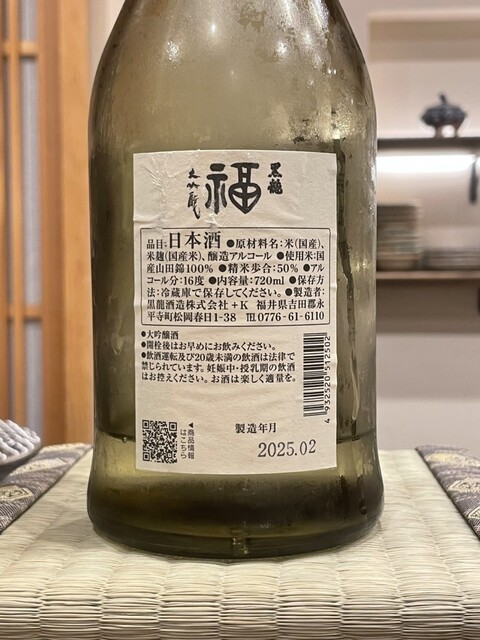 黒龍
福
大吟醸
品目:日本酒 ●原材料名:米(国産)、
米麹(国産米)、醸造アルコール ●使用米:国
産山田錦100% ●精米歩合:50% ●アル
コール分:16度 ●内容量:720ml ●保存方
法:冷蔵庫で保存してください。●製造者:
黒龍酒造株式会社 +K 福井県吉田郡永
平寺町松岡春日1-38 ℡0776-61-6110
●大吟醸酒
●開栓後はお早めにお飲みください。
●飲酒運転及び20歳未満の飲酒は法律で
禁じられています。妊娠中・授乳期の飲酒
はお控えください。お酒は楽しく適量を。
◀商品情報
はこちら
製造年月
2025.02
4 932520 512502